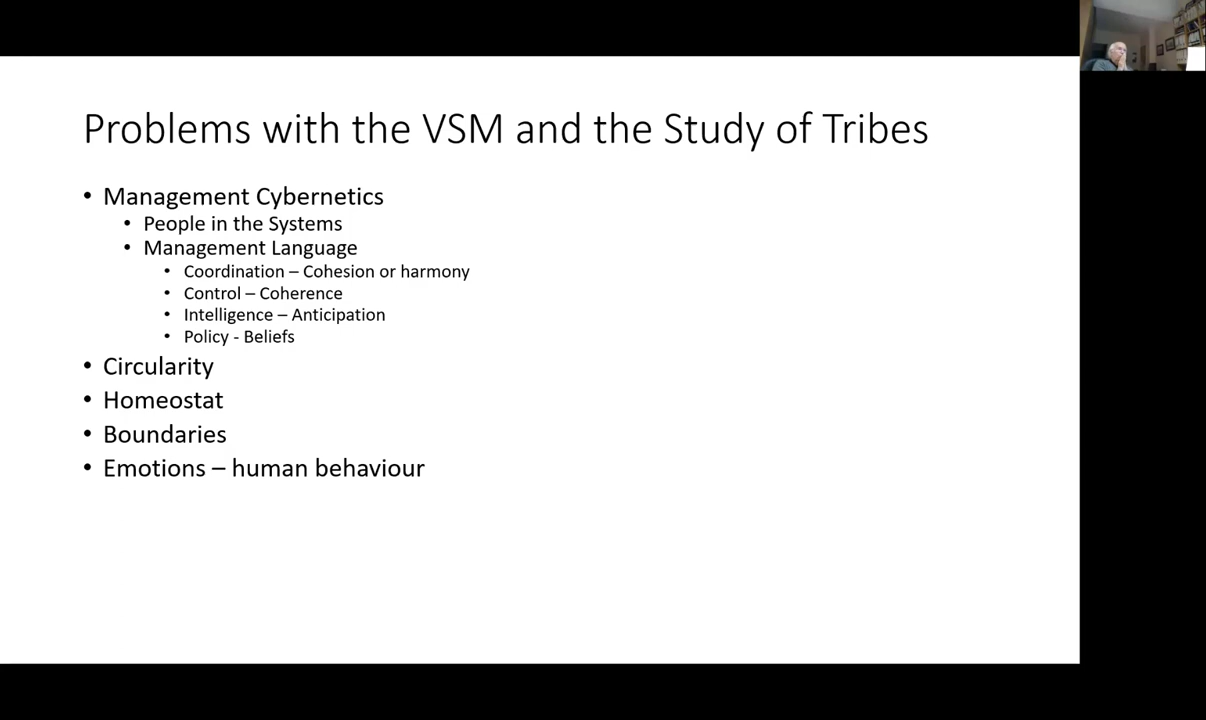 Problems with the VSM and the Study of Tribes
• Management Cybernetics
• People in the Systems
• Management Language
• Coordination – Cohesion or harmony
• Control – Coherence
• Intelligence – Anticipation
• Policy - Beliefs
• Circularity
• Homeostat
• Boundaries
• Emotions – human behaviour